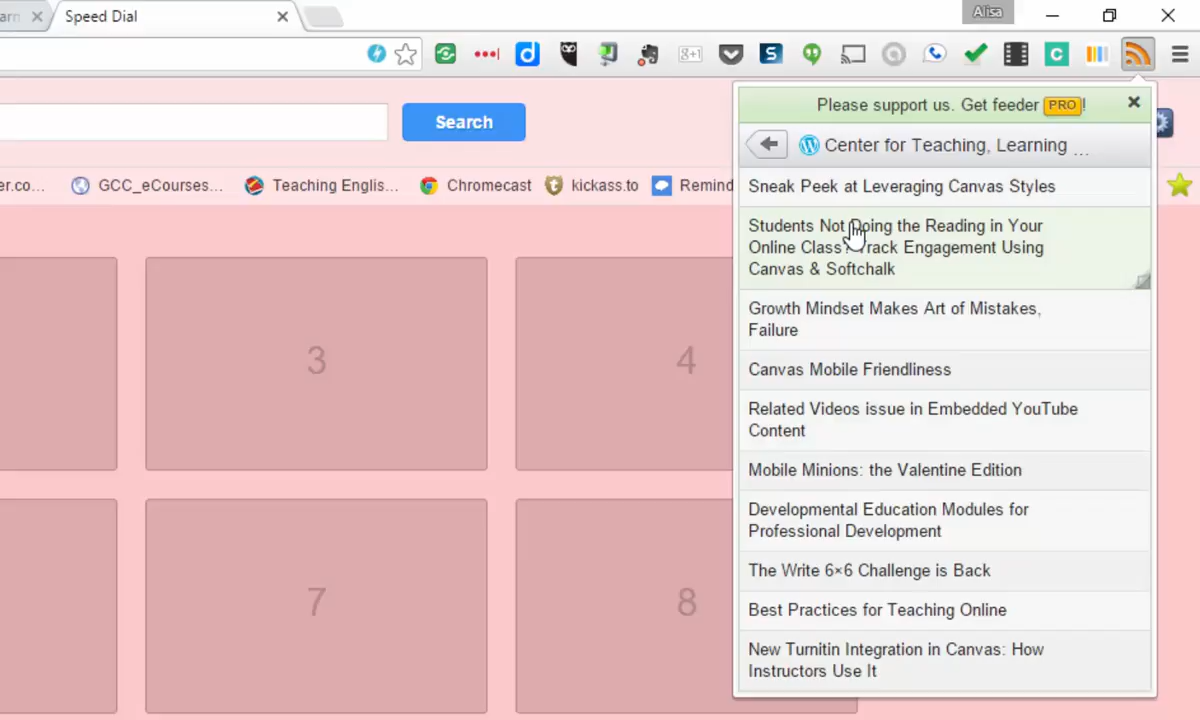 arn
Speed Dial
Alisa
g+1
S
C
Search
Please support us. Get feeder PRO!
Center for Teaching, Learning ...
er.co...
GCC_eCourses...
Teaching Englis...
Chromecast
kickass.to
Remind
Sneak Peek at Leveraging Canvas Styles
Students Not Doing the Reading in Your
Online Class? Track Engagement Using
Canvas & Softchalk
Growth Mindset Makes Art of Mistakes,
Failure
Canvas Mobile Friendliness
Related Videos issue in Embedded YouTube
Content
Mobile Minions: the Valentine Edition
Developmental Education Modules for
Professional Development
The Write 6×6 Challenge is Back
Best Practices for Teaching Online
New Turnitin Integration in Canvas: How
Instructors Use It
3
4
7
8